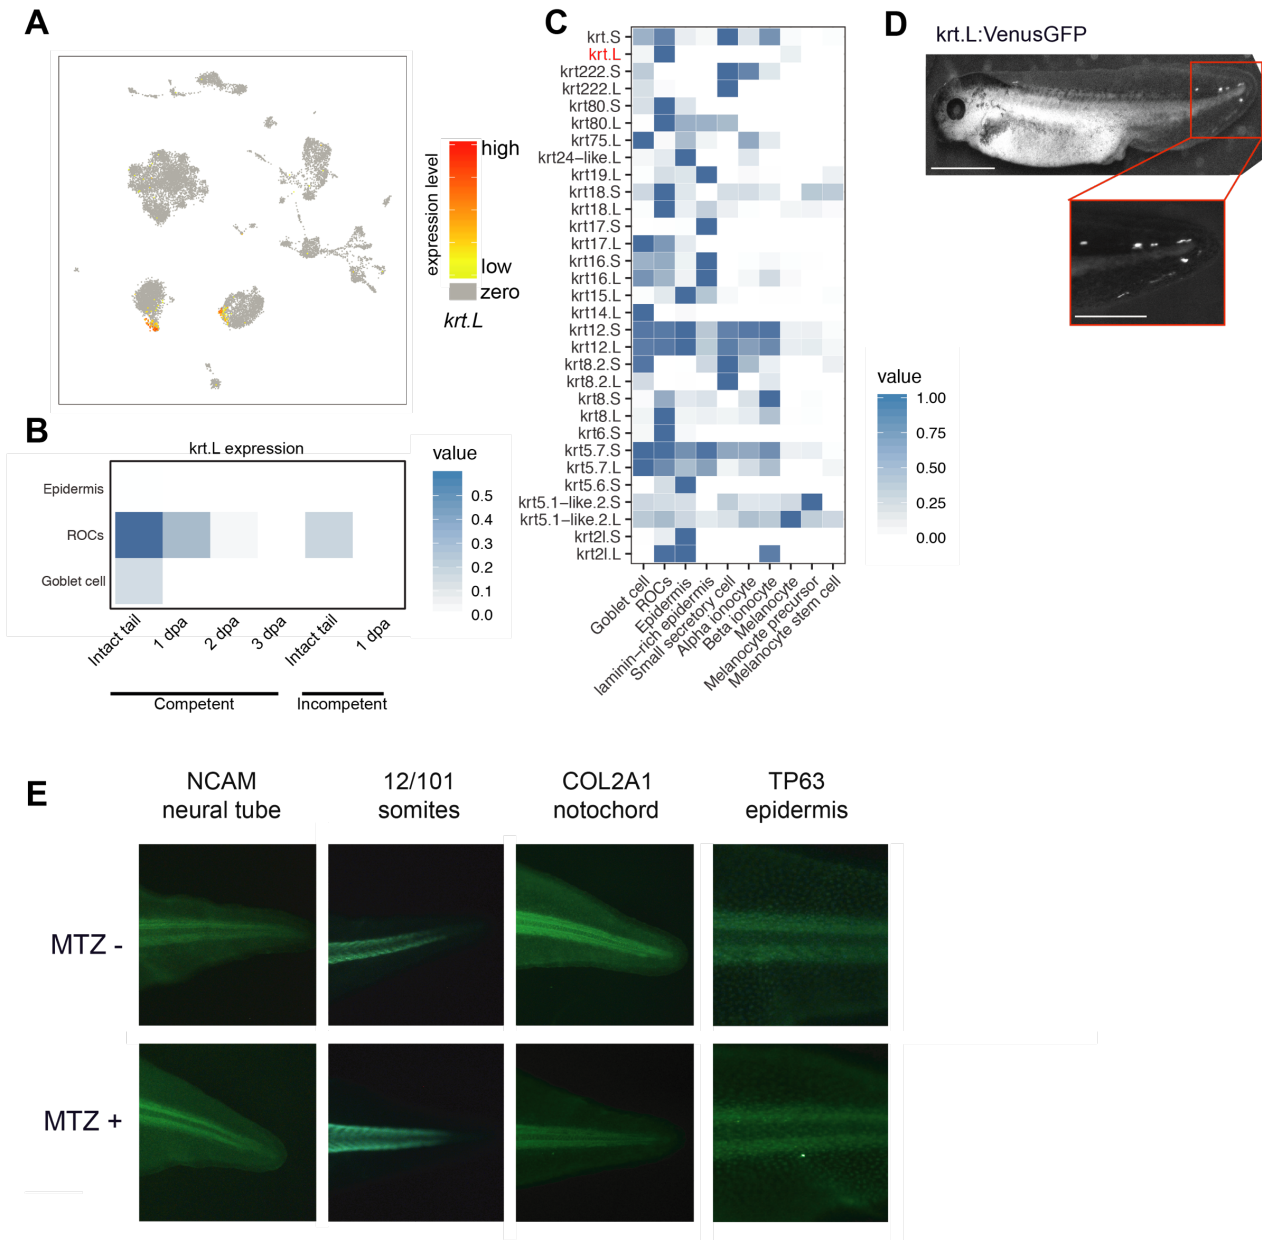 A
expression level
high
low
zero
krt.L
B
krt.L expression
Epidermis
ROCs
Goblet cell
Intact tail
1 dpa
2 dpa
3 dpa
Intact tail
1 dpa
Competent
Incompetent
value
0.5
0.4
0.3
0.2
0.1
0.0
C
krt.S
krt.L
krt222.S
krt222.L
krt80.S
krt80.L
krt75.L
krt24–like.L
krt19.L
krt18.S
krt18.L
krt17.S
krt17.L
krt16.S
krt16.L
krt15.L
krt14.L
krt12.S
krt12.L
krt8.2.S
krt8.2.L
krt8.S
krt8.L
krt6.S
krt5.7.S
krt5.7.L
krt5.6.S
krt5.1–like.2.S
krt5.1–like.2.L
krt2l.S
krt2l.L
Goblet cell
ROCs
Epidermis
laminin–rich epidermis
Small secretory cell
Alpha ionocyte
Beta ionocyte
Melanocyte
Melanocyte precursor
Melanocyte stem cell
value
1.00
0.75
0.50
0.25
0.00
D
krt.L:VenusGFP
E
NCAM
neural tube
12/101
somites
COL2A1
notochord
TP63
epidermis
MTZ -
MTZ +